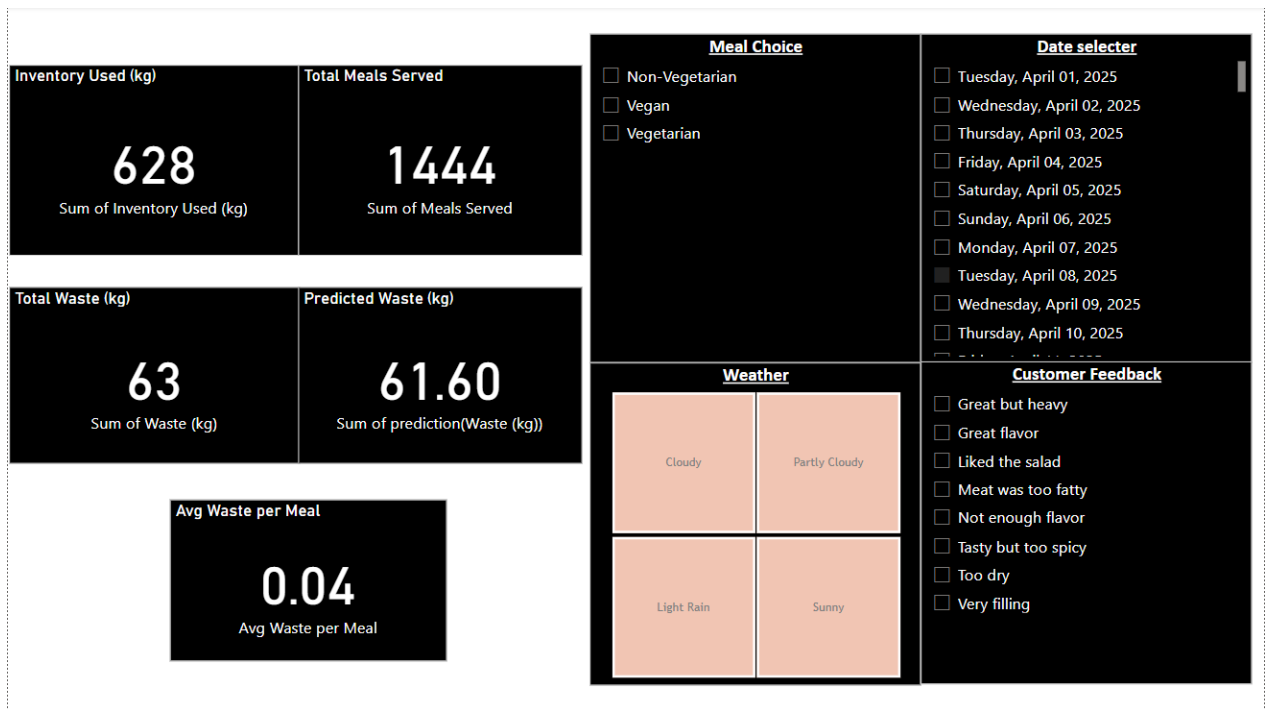 Inventory Used (kg)
628
Sum of Inventory Used (kg)
Total Meals Served
1444
Sum of Meals Served
Total Waste (kg)
63
Sum of Waste (kg)
Predicted Waste (kg)
61.60
Sum of prediction(Waste (kg))
Avg Waste per Meal
0.04
Avg Waste per Meal
Meal Choice
Non-Vegetarian
Vegan
Vegetarian
Date selecter
Tuesday, April 01, 2025
Wednesday, April 02, 2025
Thursday, April 03, 2025
Friday, April 04, 2025
Saturday, April 05, 2025
Sunday, April 06, 2025
Monday, April 07, 2025
Tuesday, April 08, 2025
Wednesday, April 09, 2025
Thursday, April 10, 2025
Weather
Cloudy
Partly Cloudy
Light Rain
Sunny
Customer Feedback
Great but heavy
Great flavor
Liked the salad
Meat was too fatty
Not enough flavor
Tasty but too spicy
Too dry
Very filling